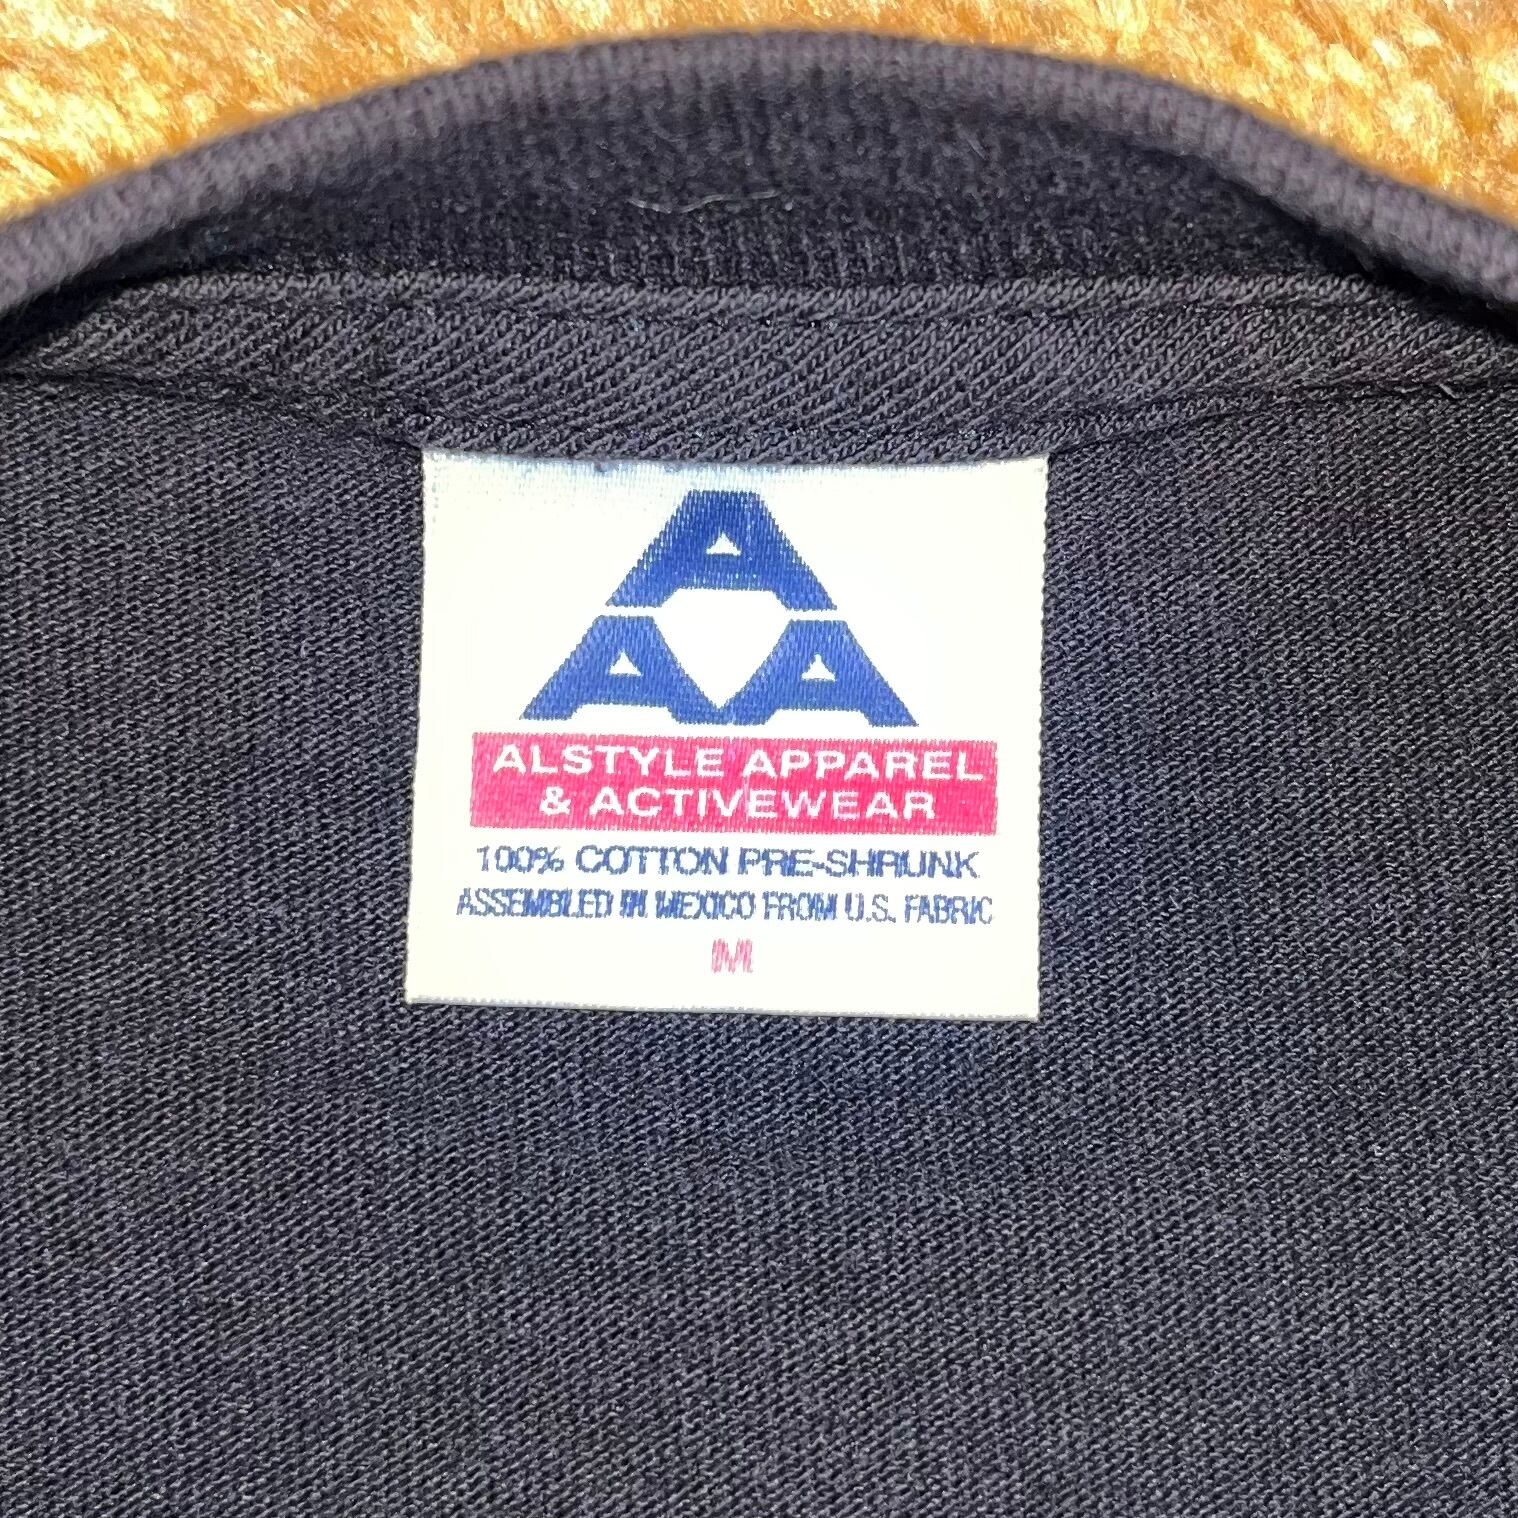 A
A A
ALSTYLE APPAREL
& ACTIVEWEAR
100% COTTON PRE-SHRUNK
ASSEMBLED IN MEXICO FROM U.S. FABRIC
M